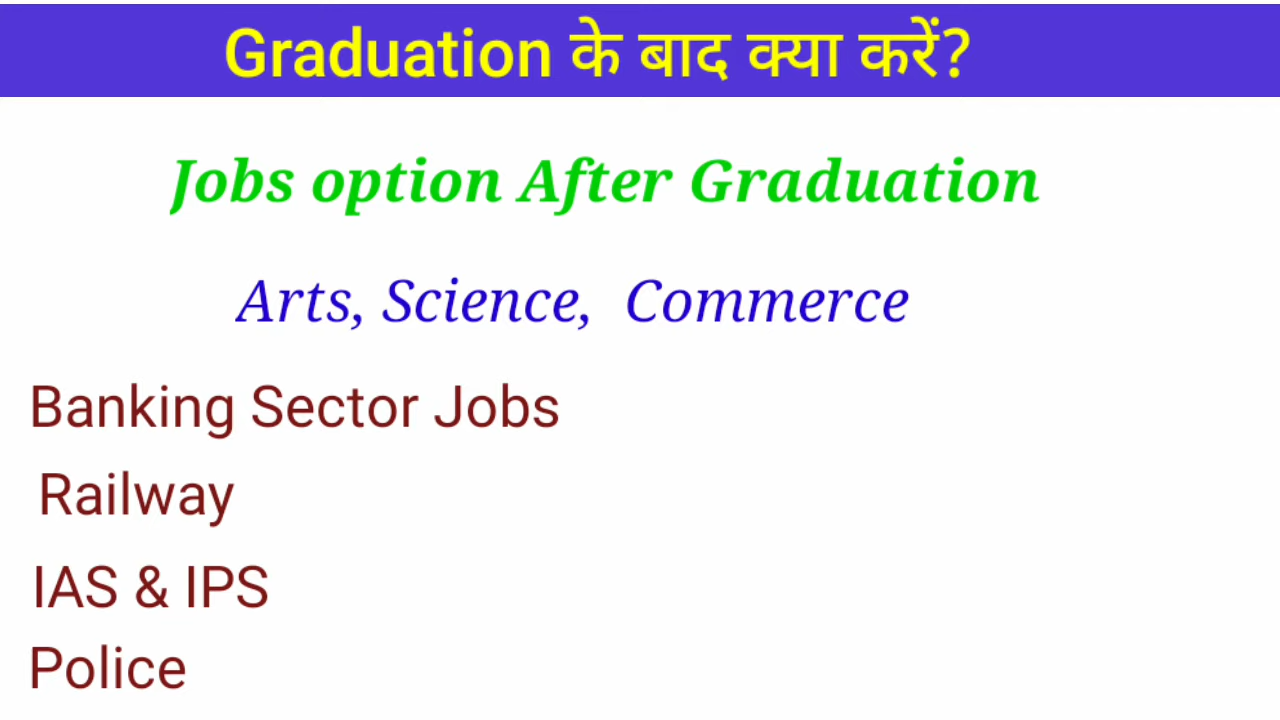 Graduation के बाद क्या करें?
Jobs option After Graduation
Arts, Science, Commerce
Banking Sector Jobs
Railway
IAS & IPS
Police